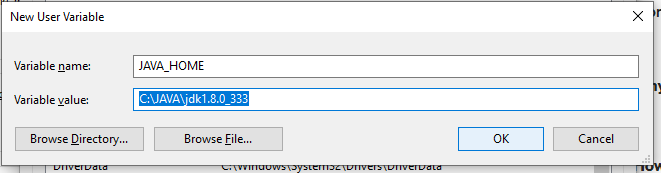 New User Variable
Variable name:
JAVA_HOME
Variable value:
C:\JAVA\jdk1.8.0_333
Browse Directory...
Browse File...
OK
Cancel
DriverData C:\Windows\System32\Drivers\DriverData